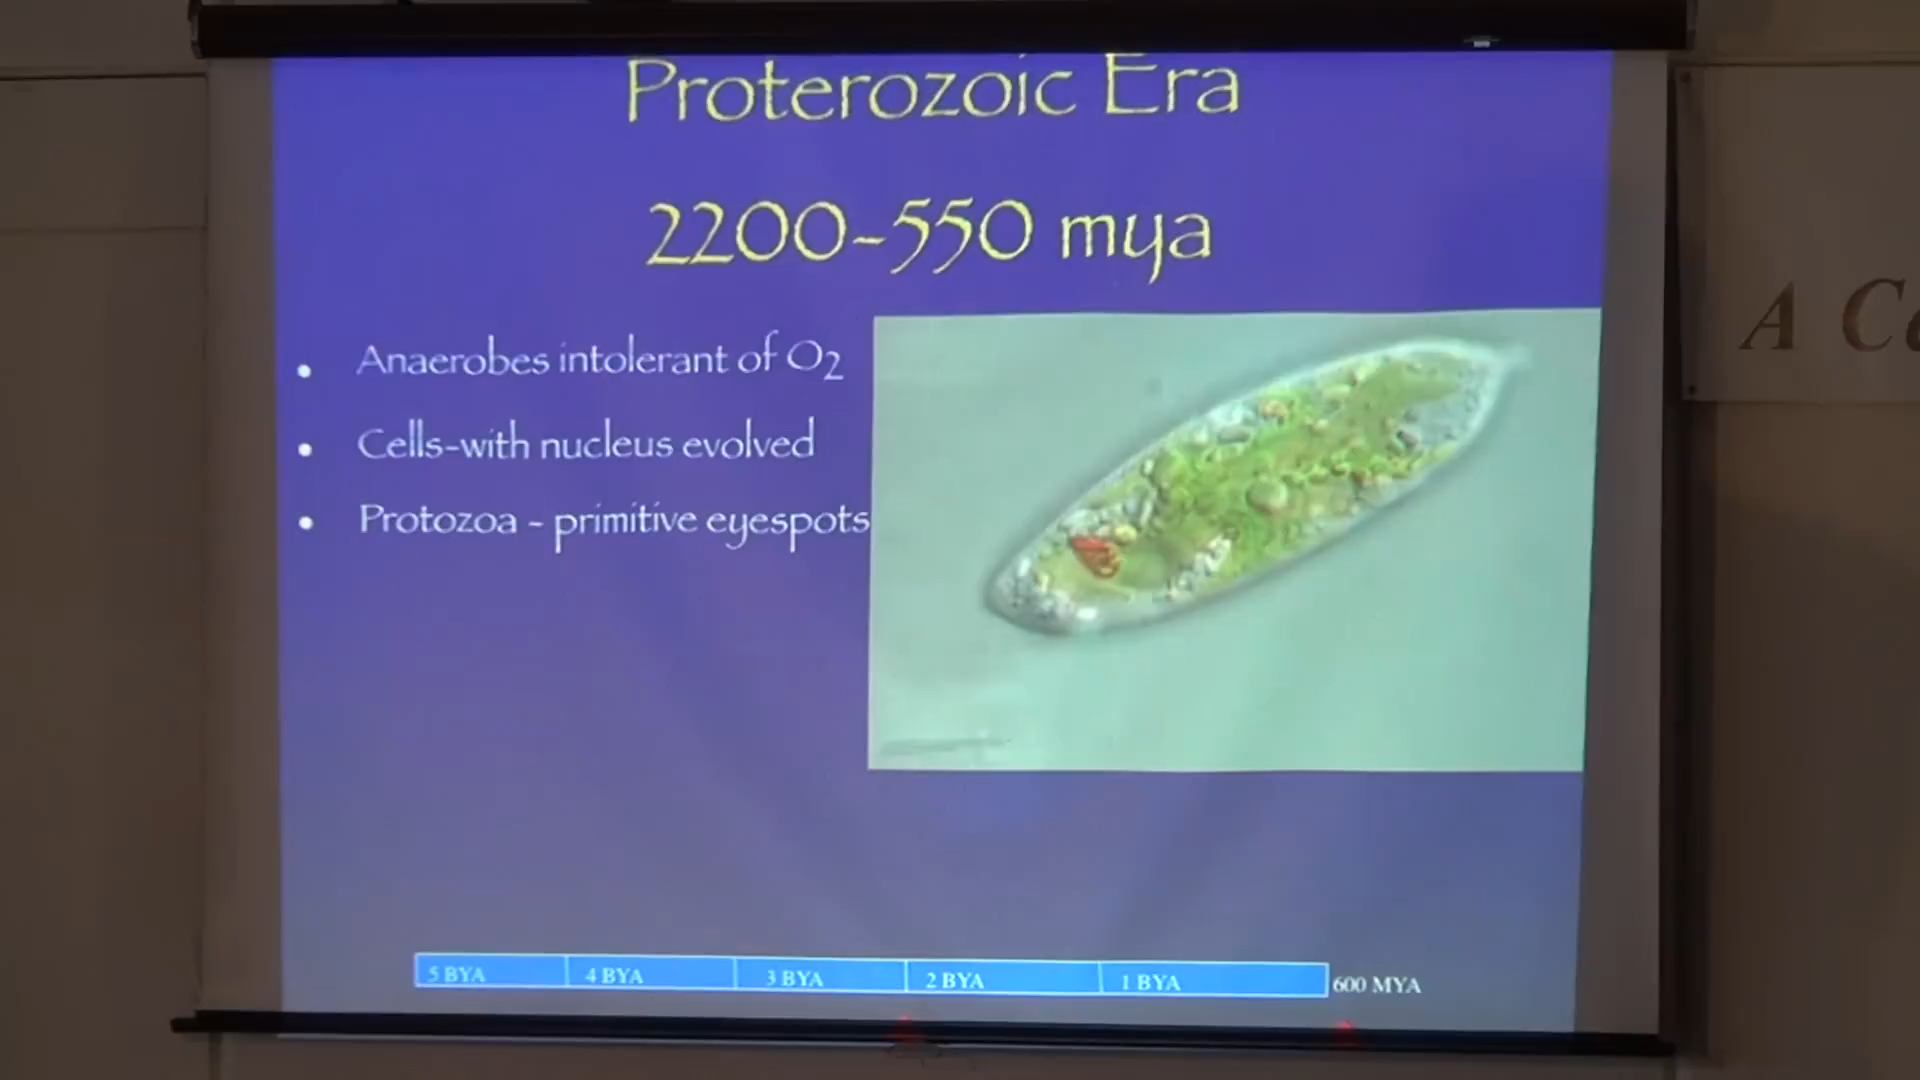 Proterozoic Era
2200-550 mya
• Anaerobes intolerant of O2
• Cells-with nucleus evolved
• Protozoa - primitive eyespots
5 BYA 4 BYA 3 BYA 2 BYA 1 BYA 600 MYA
A